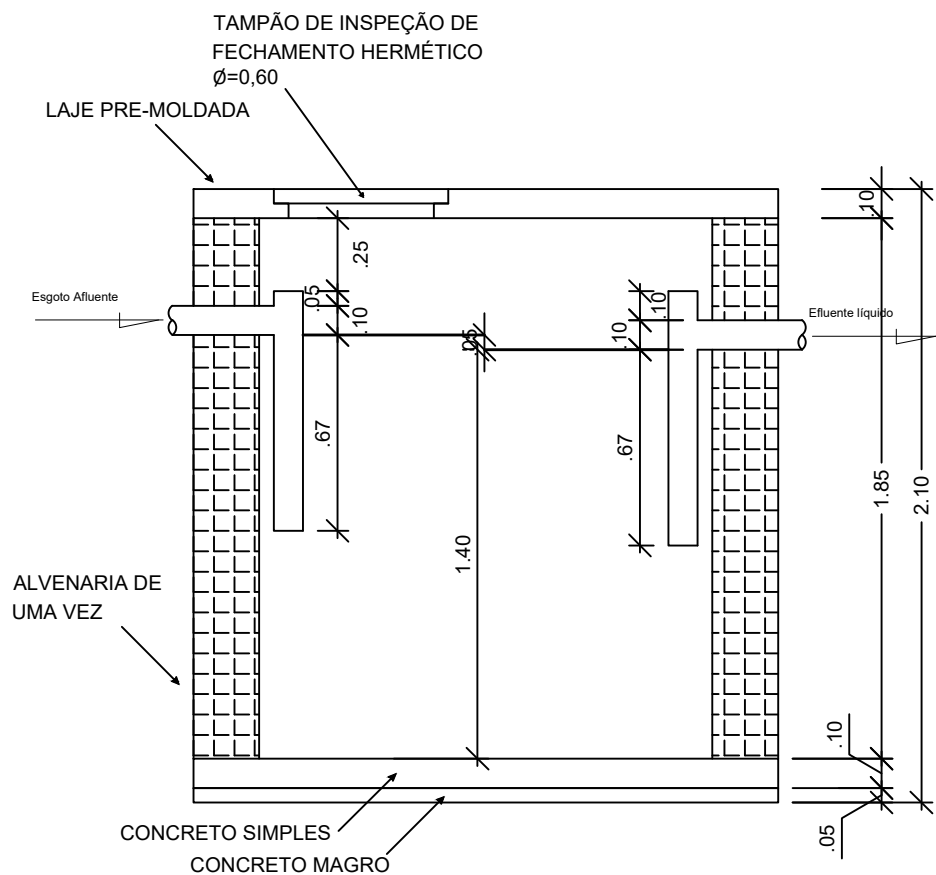 TAMPÃO DE INSPEÇÃO DE
FECHAMENTO HERMÉTICO
Ø=0,60
LAJE PRE-MOLDADA
.10
.25
Esgoto Afluente
.05
.10
.10
.10
Efluente líquido
.05
.67
.67
1.85
2.10
1.40
ALVENARIA DE
UMA VEZ
.10
.05
CONCRETO SIMPLES
CONCRETO MAGRO